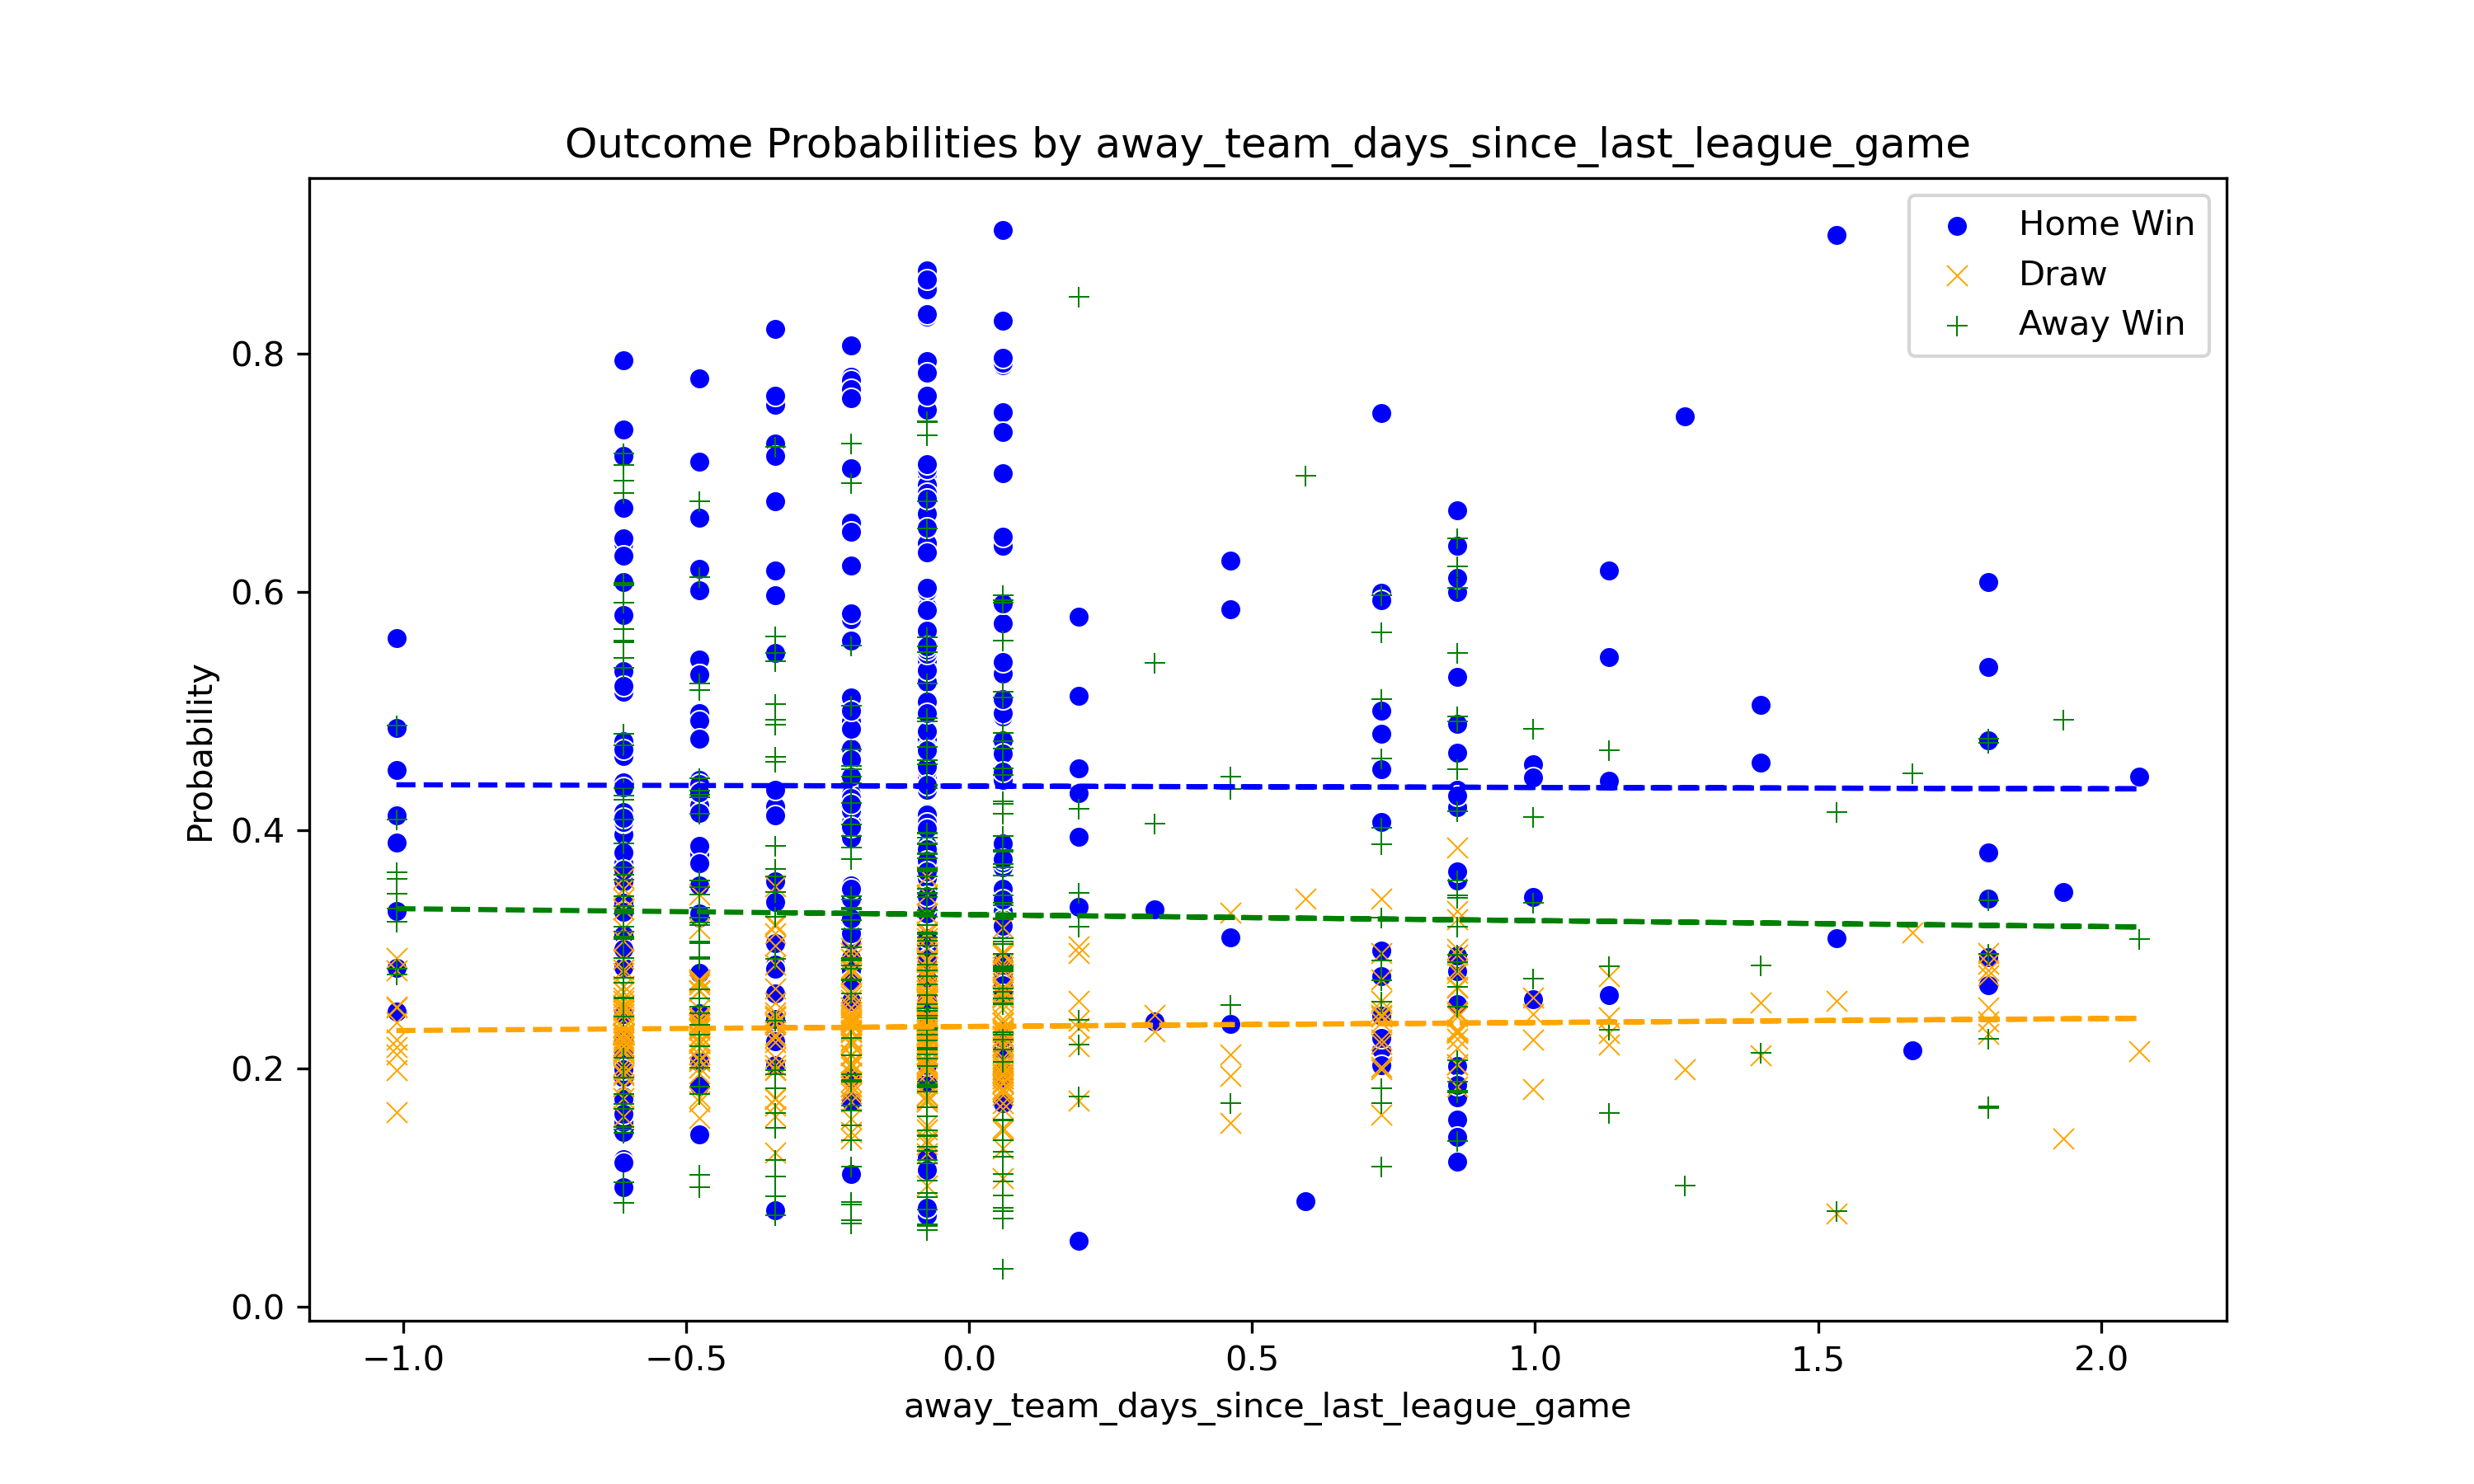 Outcome Probabilities by away_team_days_since_last_league_game
Home Win
Draw
Away Win
Probability
0.8
0.6
0.4
0.2
0.0
−1.0 −0.5 0.0 0.5 1.0 1.5 2.0
away_team_days_since_last_league_game